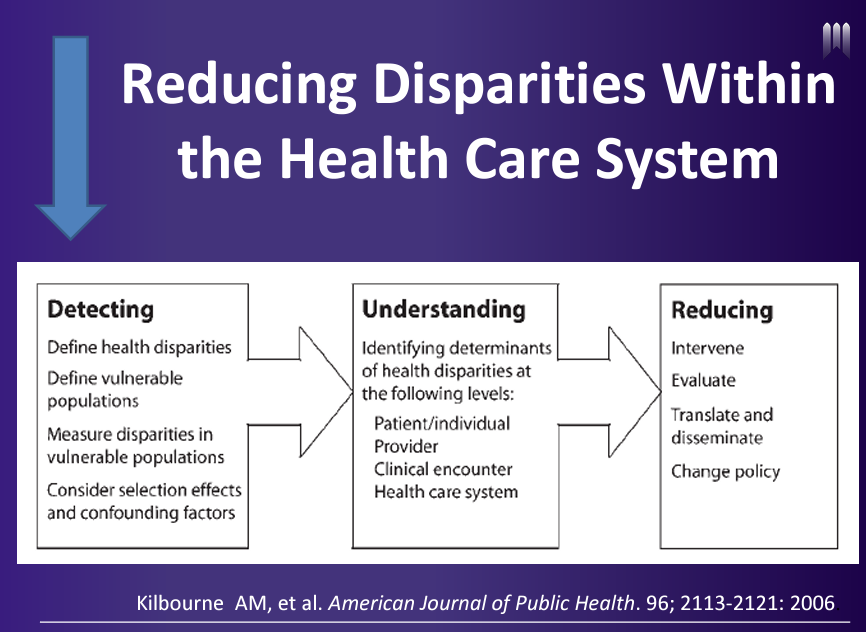 Reducing Disparities Within
the Health Care System
Detecting
Define health disparities
Define vulnerable
populations
Measure disparities in
vulnerable populations
Consider selection effects
and confounding factors
Understanding
Identifying determinants
of health disparities at
the following levels:
Patient/individual
Provider
Clinical encounter
Health care system
Reducing
Intervene
Evaluate
Translate and
disseminate
Change policy
Kilbourne AM, et al. American Journal of Public Health. 96; 2113-2121: 2006